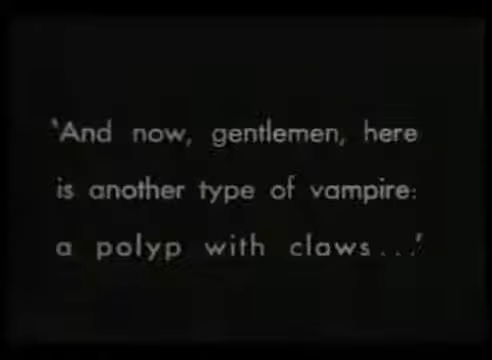 'And now, gentlemen, here
is another type of vampire:
a polyp with claws...'